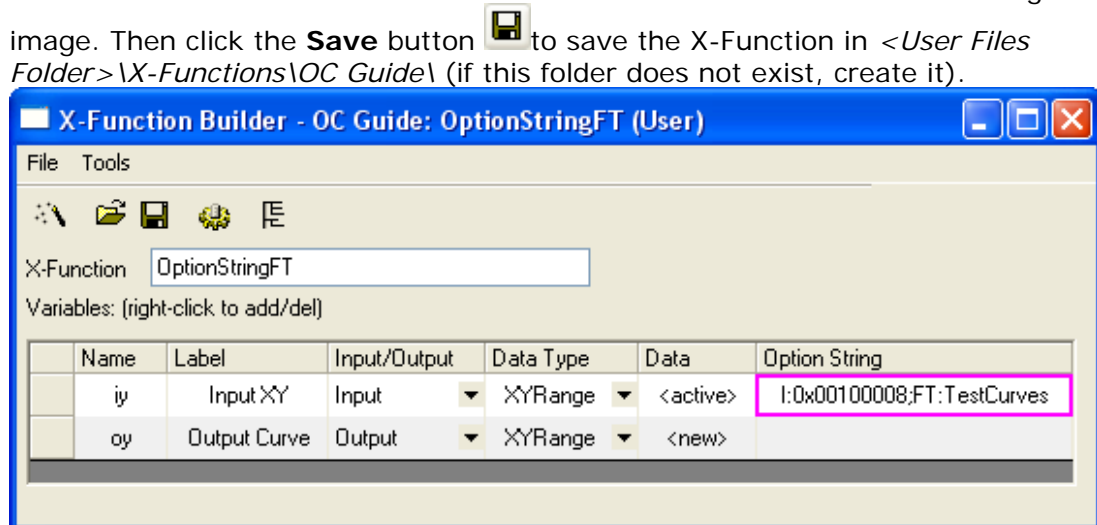 image. Then click the Save button to save the X-Function in <User Files
Folder>\X-Functions\OC Guide\ (if this folder does not exist, create it).
X-Function Builder - OC Guide: OptionStringFT (User)
File Tools
X-Function OptionStringFT
Variables: (right-click to add/del)
Name Label Input/Output Data Type Data Option String
iy Input XY Input XYRange <active> I:0x00100008;FT:TestCurves
oy Output Curve Output XYRange <new>